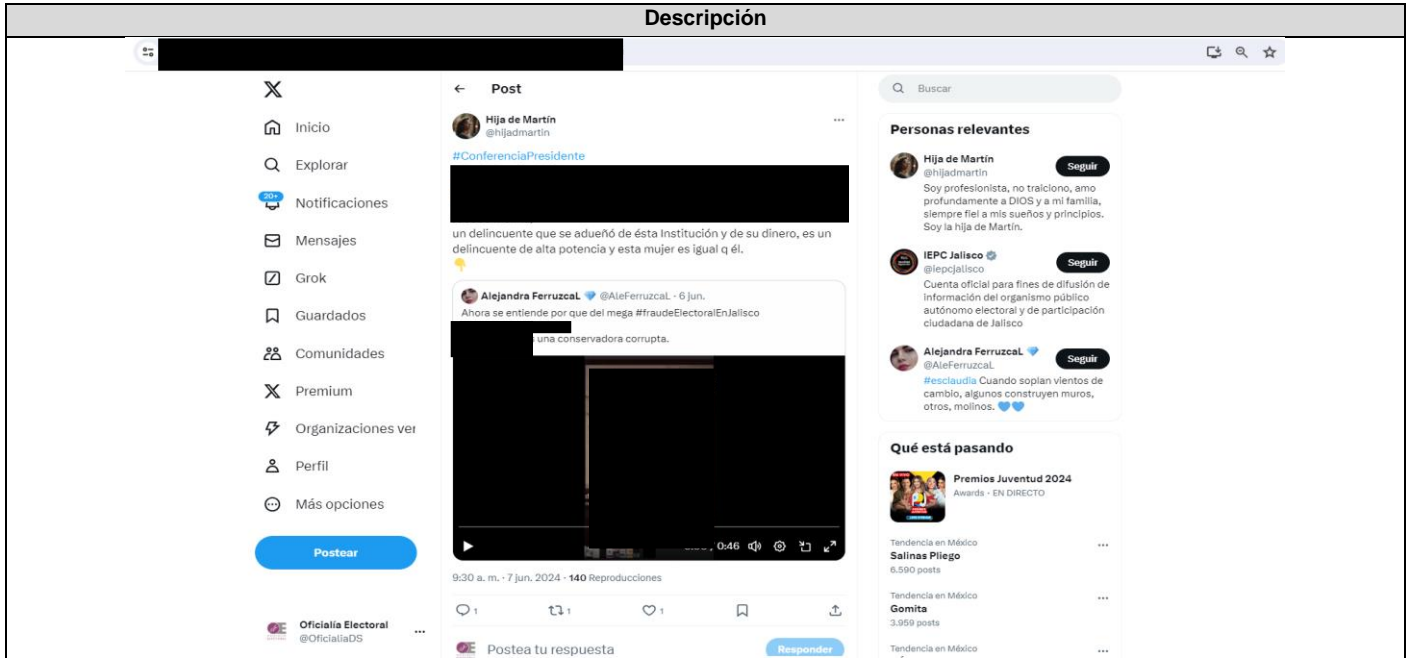 Descripción
X
Post
Buscar
Inicio
Explorar
20+
Notificaciones
Mensajes
Grok
Guardados
Comunidades
Premium
Organizaciones ver
Perfil
Más opciones
Postear
Oficialía Electoral
@OficialiaDS
Hija de Martín
@hijadmartin
#ConferenciaPresidente
un delincuente que se adueñó de ésta Institución y de su dinero, es un
delincuente de alta potencia y esta mujer es igual q él.
Alejandra FerruzcaL @AleFerruzcaL · 6 jun.
Ahora se entiende por que del mega #fraudeElectoralEnJalisco
una conservadora corrupta.
0:46
9:30 a. m. · 7 jun. 2024 · 140 Reproducciones
1
1
1
Postea tu respuesta
Responder
Personas relevantes
Hija de Martín
@hijadmartin
Seguir
Soy profesionista, no traiciono, amo
profundamente a DIOS y a mi familia,
siempre fiel a mis sueños y principios.
Soy la hija de Martín.
IEPC Jalisco
@iepcjalisco
Seguir
Cuenta oficial para fines de difusión de
información del organismo público
autónomo electoral y de participación
ciudadana de Jalisco
Alejandra FerruzcaL
@AleFerruzcaL
Seguir
#esclaudia Cuando soplan vientos de
cambio, algunos construyen muros,
otros, molinos.
Qué está pasando
Premios Juventud 2024
Awards · EN DIRECTO
Tendencia en México
Salinas Pliego
6.590 posts
Tendencia en México
Gomita
3.959 posts
Tendencia en México